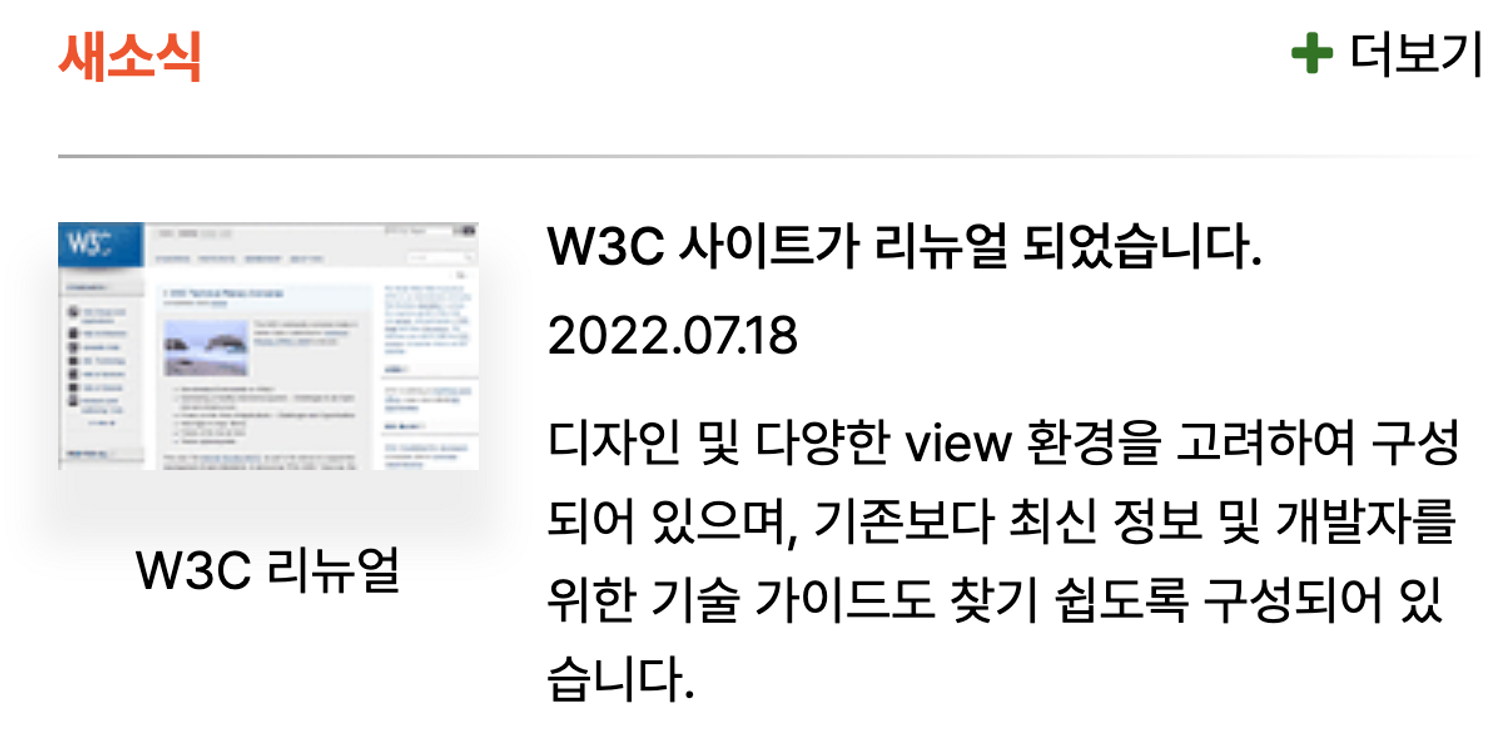 새소식
더보기
W3C
W3C 리뉴얼
W3C 사이트가 리뉴얼 되었습니다.
2022.07.18
디자인 및 다양한 view 환경을 고려하여 구성
되어 있으며, 기존보다 최신 정보 및 개발자를
위한 기술 가이드도 찾기 쉽도록 구성되어 있
습니다.